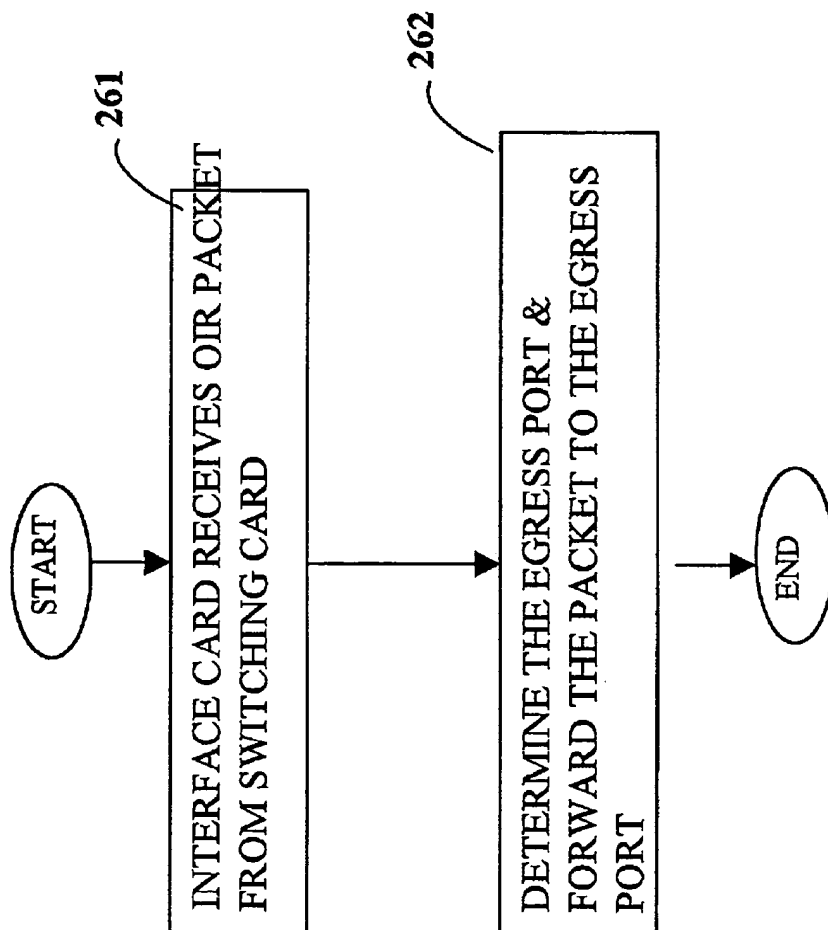 START
261
INTERFACE CARD RECEIVES OIR PACKET
FROM SWITCHING CARD
262
DETERMINE THE EGRESS PORT &
FORWARD THE PACKET TO THE EGRESS
PORT
END